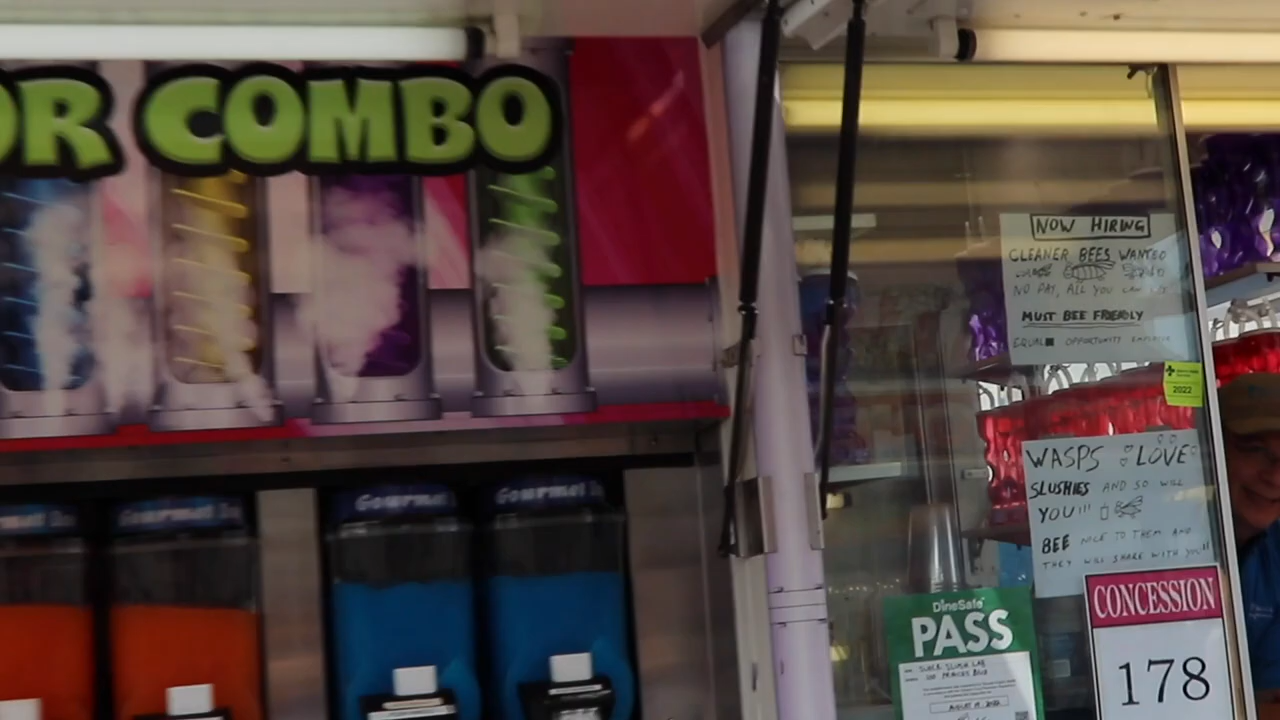 OR COMBO
NOW HIRING
CLEANER BEES WANTED
NO PAY, ALL YOU CAN
MUST BEE FRIENDLY
EQUAL OPPORTUNITY EMPLOYER
2022
WASPS LOVE
SLUSHIES AND SO WILL
YOU!!!
BEE NICE TO THEM AND
THEY WILL SHARE WITH YOU!!
Gourmet
Gourmet
Gourmet
DineSafe
PASS
CONCESSION
178